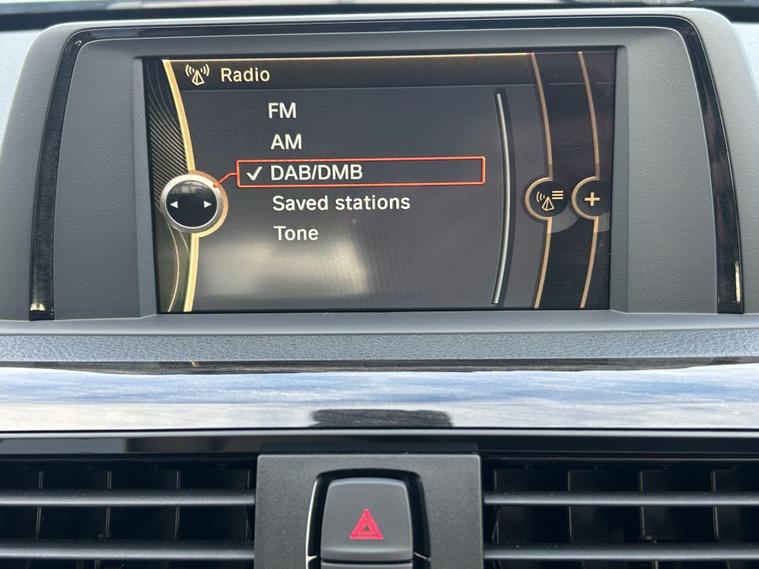 Radio
FM
AM
✓ DAB/DMB
Saved stations
Tone